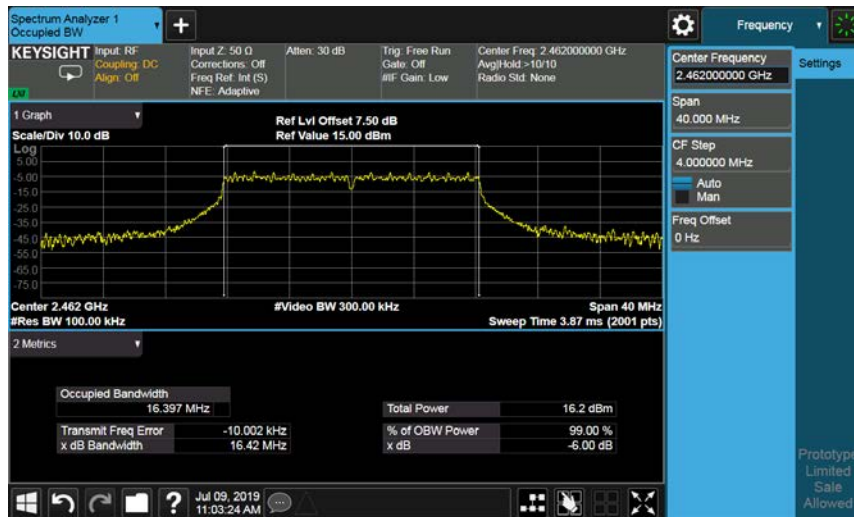 Spectrum Analyzer 1
Occupied BW
+
Frequency
KEYSIGHT
Input: RF
Coupling: DC
Align: Off
Input Z: 50 Ω
Corrections: Off
Freq Ref: Int (S)
NFE: Adaptive
Atten: 30 dB
Trig: Free Run
Gate: Off
#IF Gain: Low
Center Freq: 2.462000000 GHz
Avg|Hold:>10/10
Radio Std: None
LXI
1 Graph
Scale/Div 10.0 dB
Ref Lvl Offset 7.50 dB
Ref Value 15.00 dBm
Log
5.00
-5.00
-15.0
-25.0
-35.0
-45.0
-55.0
-65.0
-75.0
Center 2.462 GHz
#Res BW 100.00 kHz
#Video BW 300.00 kHz
Span 40 MHz
Sweep Time 3.87 ms (2001 pts)
2 Metrics
Occupied Bandwidth
16.397 MHz
Total Power 16.2 dBm
Transmit Freq Error -10.002 kHz
% of OBW Power 99.00 %
x dB Bandwidth 16.42 MHz
x dB -6.00 dB
Center Frequency
2.462000000 GHz
Settings
Span
40.000 MHz
CF Step
4.000000 MHz
Auto
Man
Freq Offset
0 Hz
Prototype
Limited
Sale
Allowed
?
Jul 09, 2019
11:03:24 AM